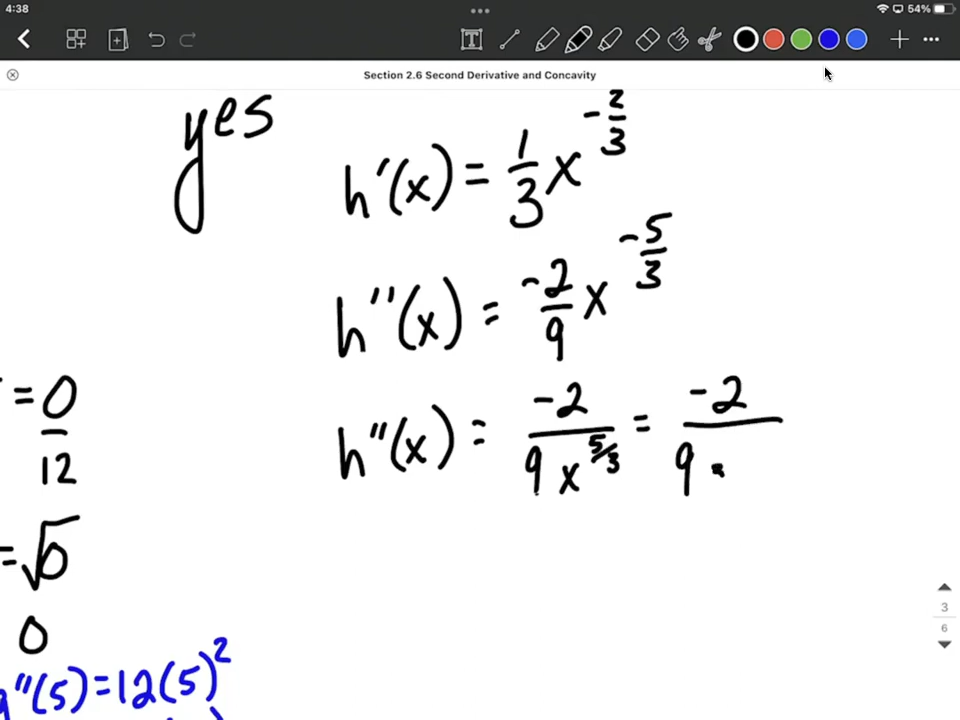 4:38
54%
Section 2.6 Second Derivative and Concavity
yes
h'(x) = 1/3 x^(-2/3)
h''(x) = -2/9 x^(-5/3)
h''(x) = -2/(9x^(5/3)) = -2/(9 ·
= 0/12
= √0
0
''(5) = 12(5)^2
3
6